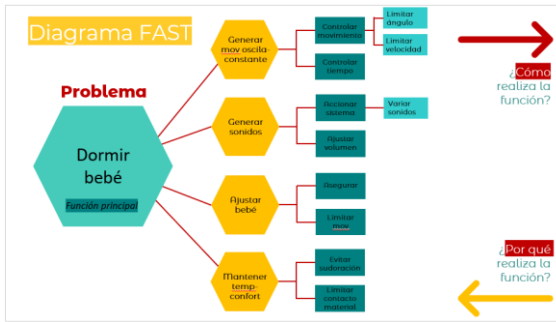 Diagrama FAST
Problema
Dormir
bebé
Función principal
Generar
mov oscila-
constante
Controlar
movimiento
Limitar
ángulo
Limitar
velocidad
Controlar
tiempo
Generar
sonidos
Accionar
sistema
Variar
sonidos
Ajustar
volumen
Ajustar
bebé
Asegurar
Limitar
mov
Mantener
temp-
confort
Evitar
sudoración
Limitar
contacto
material
¿Cómo
realiza la
función?
¿Por qué
realiza la
función?